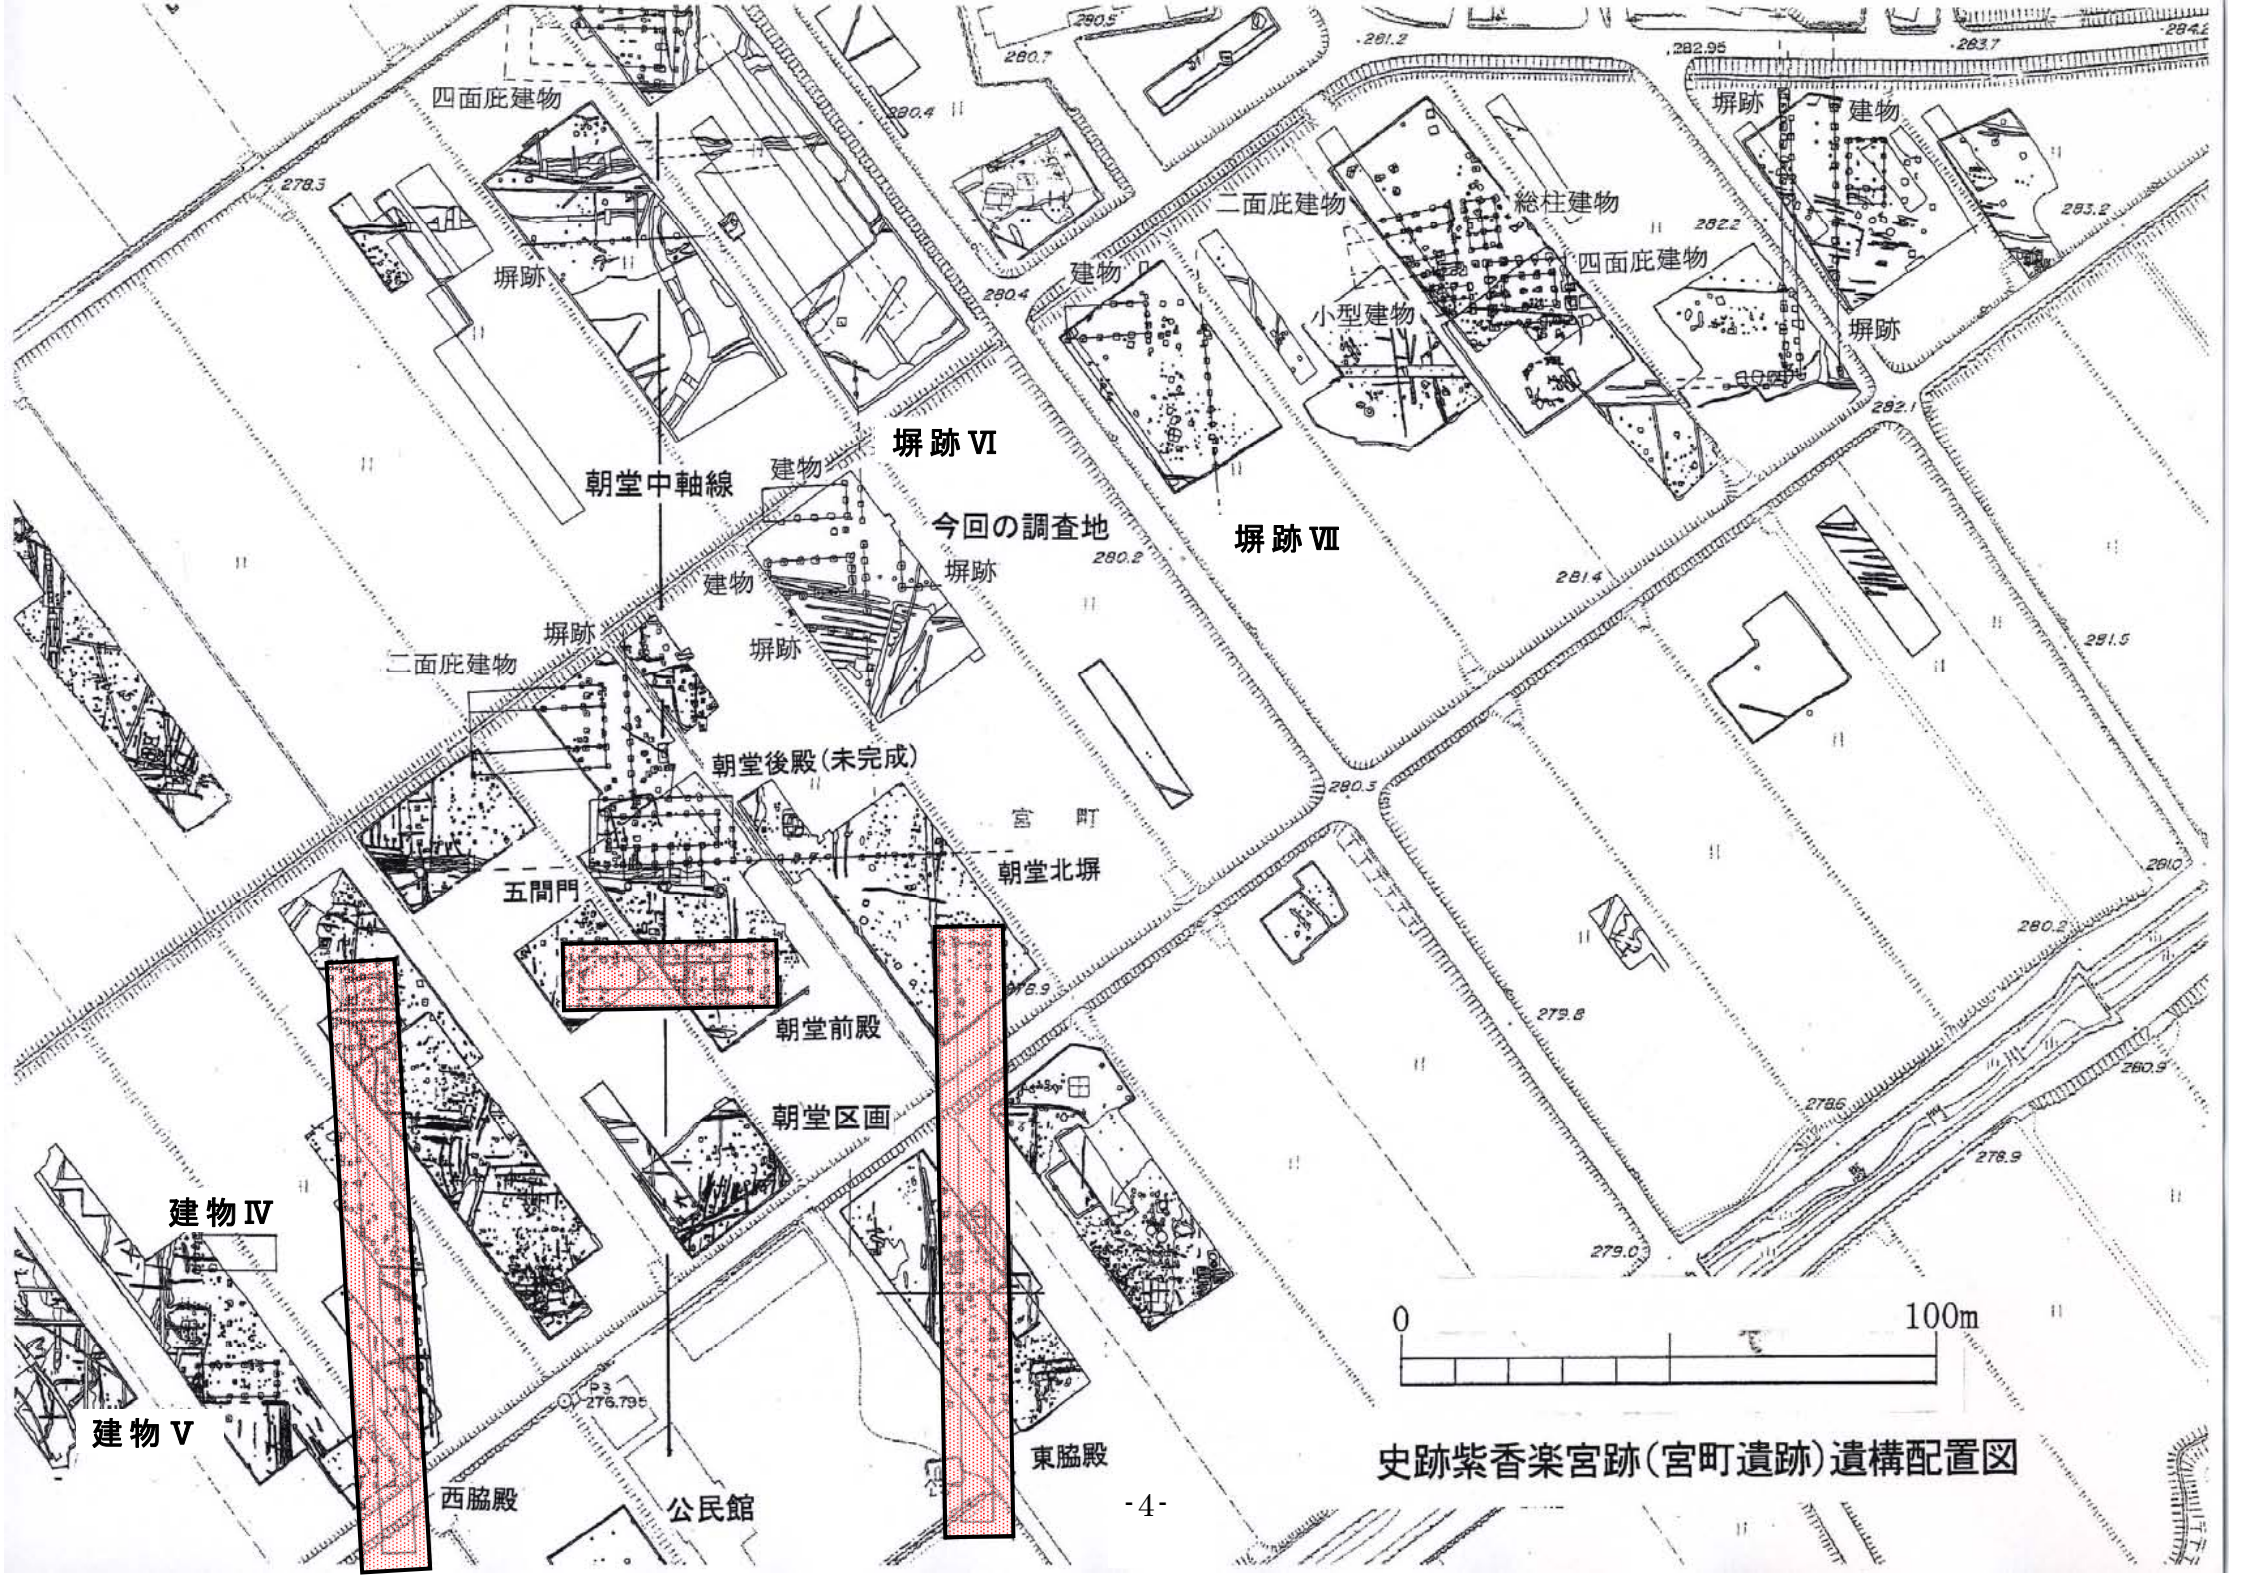 280.5
280.7
281.2
282.95
283.7
284.2
四面庇建物
280.4
塀跡
建物
278.3
二面庇建物
総柱建物
282.2
283.2
塀跡
建物
四面庇建物
280.4
小型建物
塀跡
282.1
塀跡 Ⅵ
朝堂中軸線
建物
今回の調査地
塀跡 Ⅶ
280.2
建物
塀跡
281.4
塀跡
二面庇建物
塀跡
281.5
朝堂後殿(未完成)
280.3
宮 町
朝堂北塀
281.0
五間門
280.2
278.9
279.8
朝堂前殿
280.9
朝堂区画
278.6
278.9
建物 Ⅳ
279.0
0
100m
P3
276.795
建物 Ⅴ
東脇殿
史跡紫香楽宮跡(宮町遺跡)遺構配置図
西脇殿
公民館
-4-